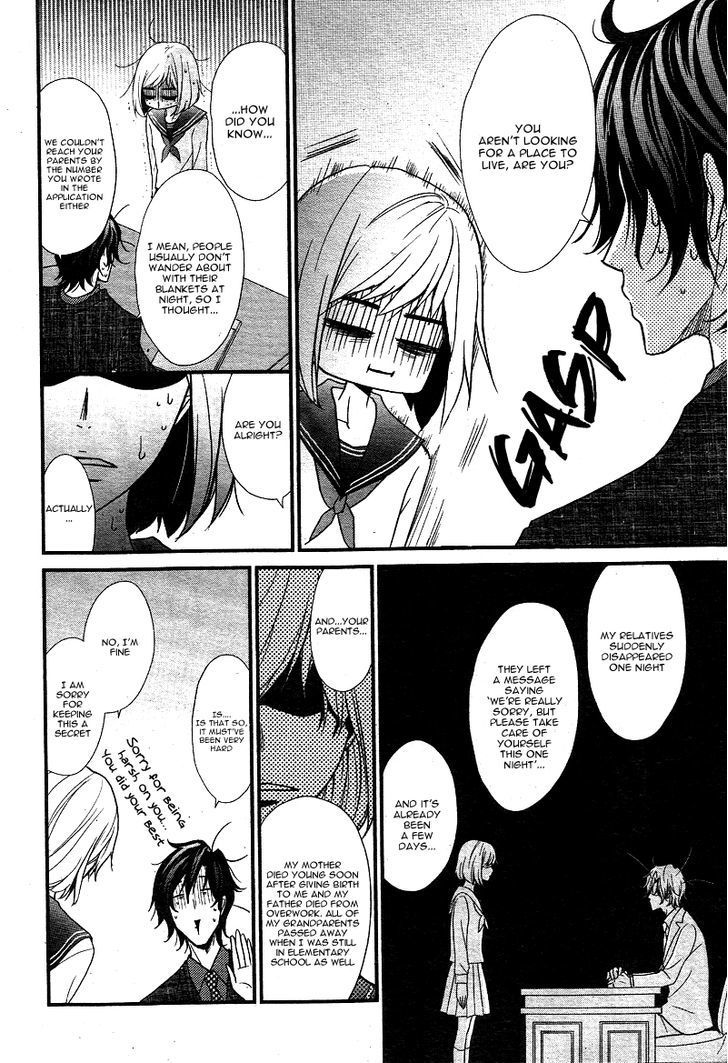 YOU
AREN'T LOOKING
FOR A PLACE TO
LIVE, ARE YOU?
GASP
...HOW
DID YOU
KNOW...
WE COULDN'T
REACH YOUR
PARENTS BY
THE NUMBER
YOU WROTE
IN THE
APPLICATION
EITHER
I MEAN, PEOPLE
USUALLY DON'T
WANDER ABOUT
WITH THEIR
BLANKETS AT
NIGHT, SO I
THOUGHT...
ARE YOU
ALRIGHT?
ACTUALLY
...
MY RELATIVES
SUDDENLY
DISAPPEARED
ONE NIGHT
THEY LEFT
A MESSAGE
SAYING
'WE'RE REALLY
SORRY, BUT
PLEASE TAKE
CARE OF
YOURSELF
THIS ONE
NIGHT'...
AND IT'S
ALREADY
BEEN
A FEW
DAYS...
AND...YOUR
PARENTS...
MY MOTHER
DIED YOUNG SOON
AFTER GIVING BIRTH
TO ME AND MY
FATHER DIED FROM
OVERWORK. ALL OF
MY GRANDPARENTS
PASSED AWAY
WHEN I WAS STILL
IN ELEMENTARY
SCHOOL AS WELL
IS....
IS THAT SO,
IT MUST'VE
BEEN VERY
HARD
NO, I'M
FINE
I AM
SORRY
FOR
KEEPING
THIS A
SECRET
Sorry for being
harsh on you...
You did your best